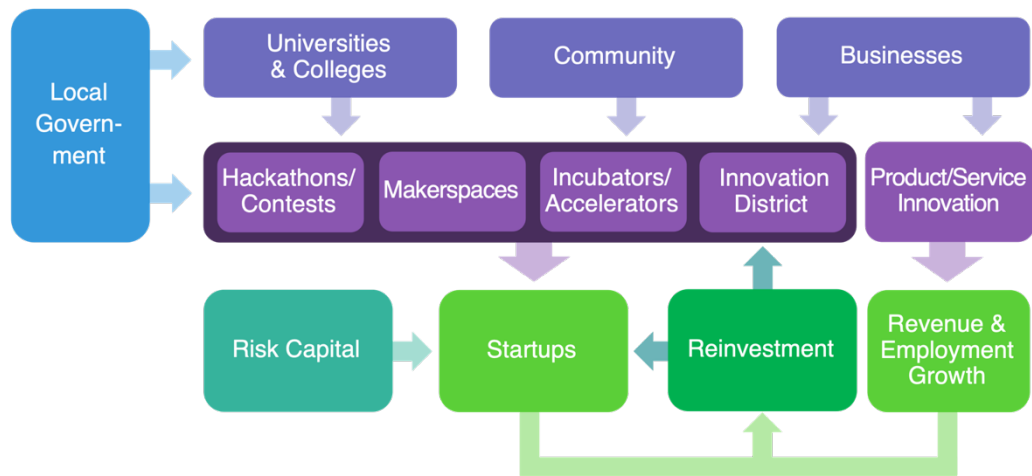 Local
Govern-
ment
Universities
& Colleges
Community
Businesses
Hackathons/
Contests
Makerspaces
Incubators/
Accelerators
Innovation
District
Product/Service
Innovation
Risk Capital
Startups
Reinvestment
Revenue &
Employment
Growth